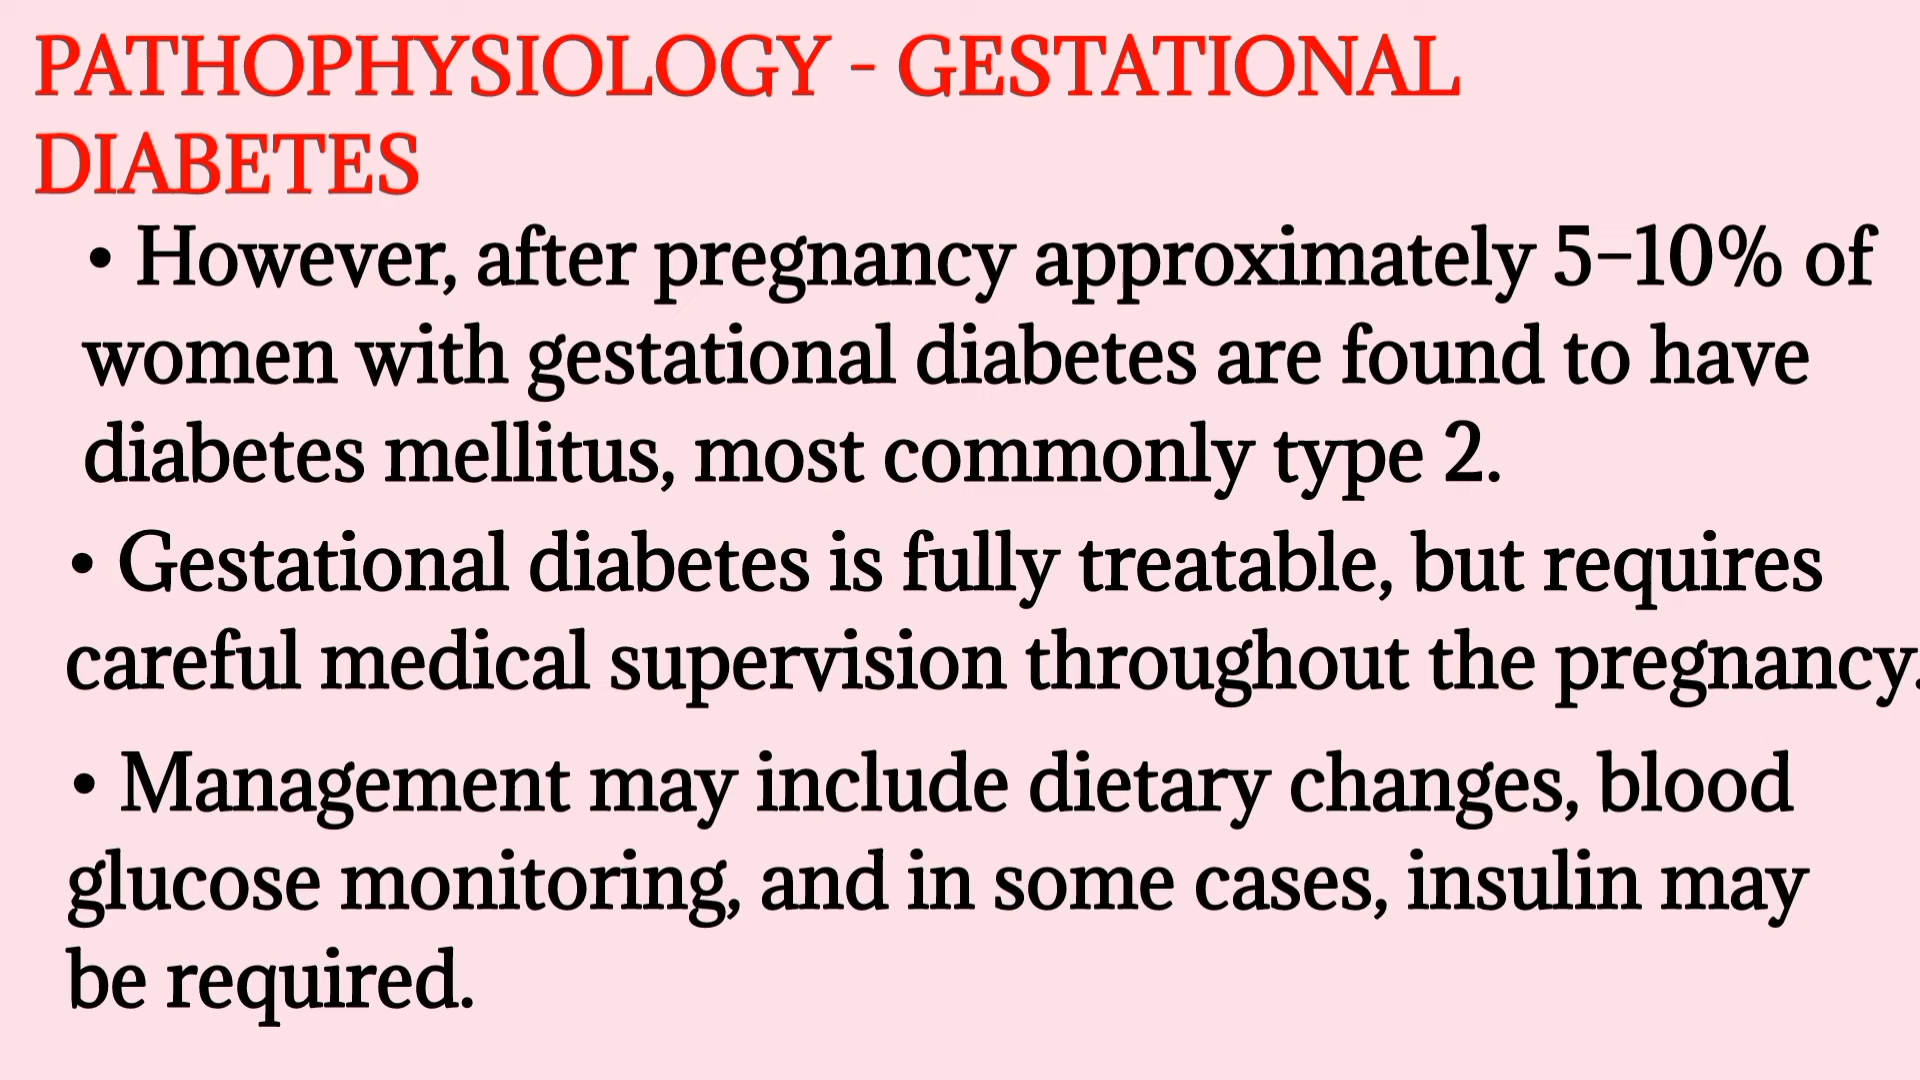 PATHOPHYSIOLOGY - GESTATIONAL
DIABETES
• However, after pregnancy approximately 5–10% of
women with gestational diabetes are found to have
diabetes mellitus, most commonly type 2.
• Gestational diabetes is fully treatable, but requires
careful medical supervision throughout the pregnancy.
• Management may include dietary changes, blood
glucose monitoring, and in some cases, insulin may
be required.